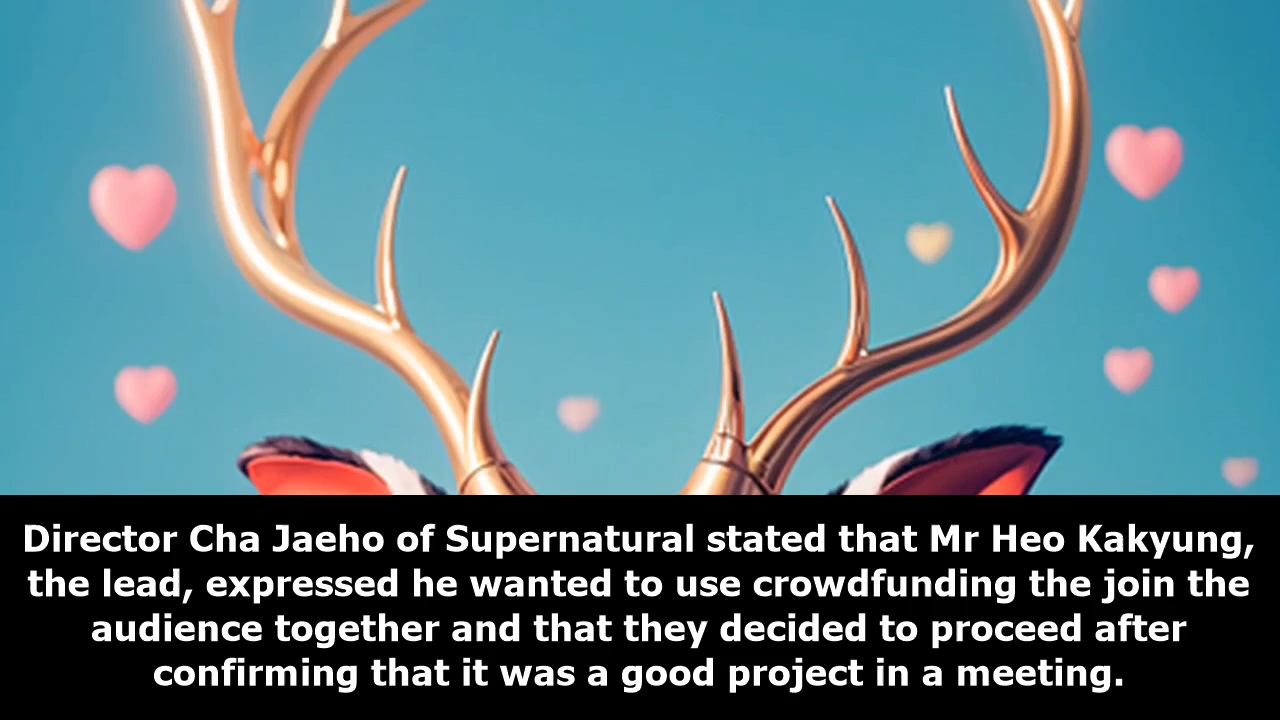 Director Cha Jaeho of Supernatural stated that Mr Heo Kakyung,
the lead, expressed he wanted to use crowdfunding the join the
audience together and that they decided to proceed after
confirming that it was a good project in a meeting.